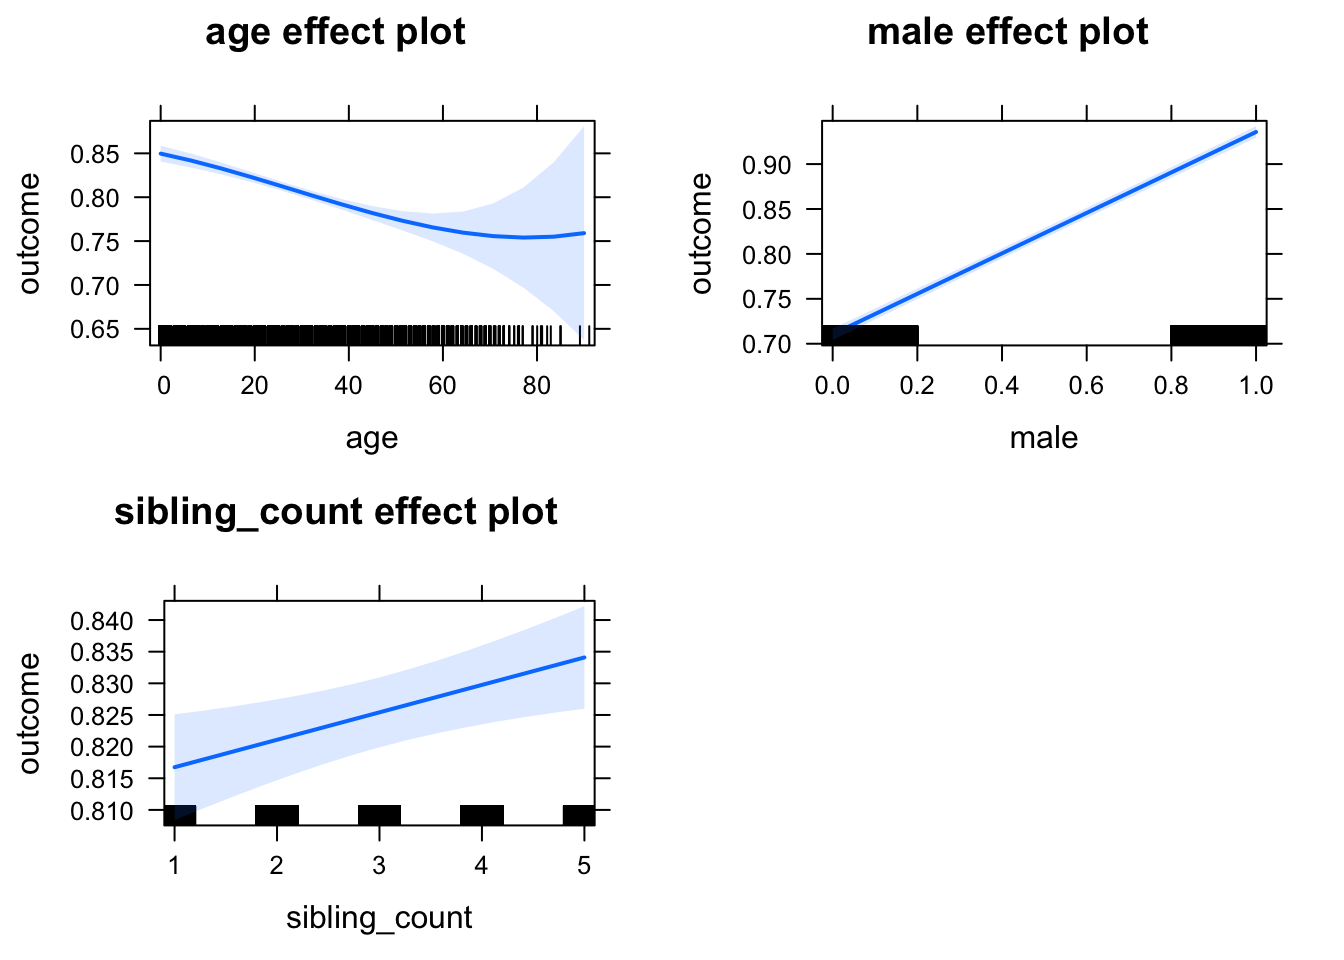 age effect plot
outcome
0.85
0.80
0.75
0.70
0.65
0 20 40 60 80
age
male effect plot
outcome
0.90
0.85
0.80
0.75
0.70
0.0 0.2 0.4 0.6 0.8 1.0
male
sibling_count effect plot
outcome
0.840
0.835
0.830
0.825
0.820
0.815
0.810
1 2 3 4 5
sibling_count